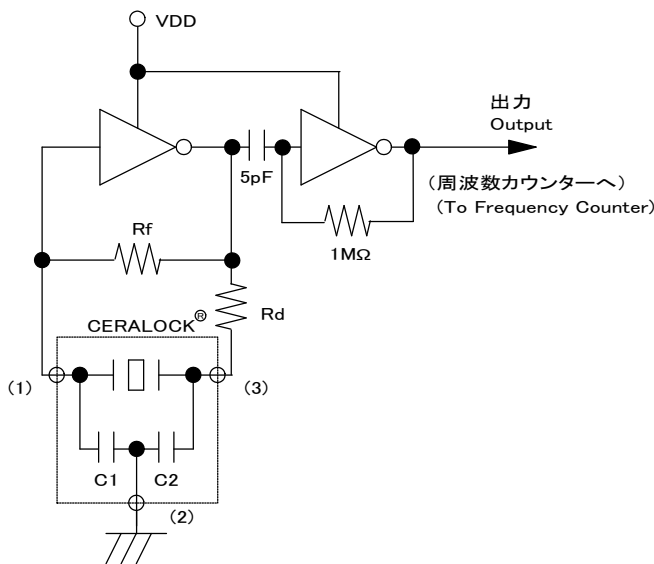 VDD
出力
Output
5pF
(周波数カウンターへ)
(To Frequency Counter)
Rf
1MΩ
Rd
CERALOCK®
(1)
(3)
C1
C2
(2)